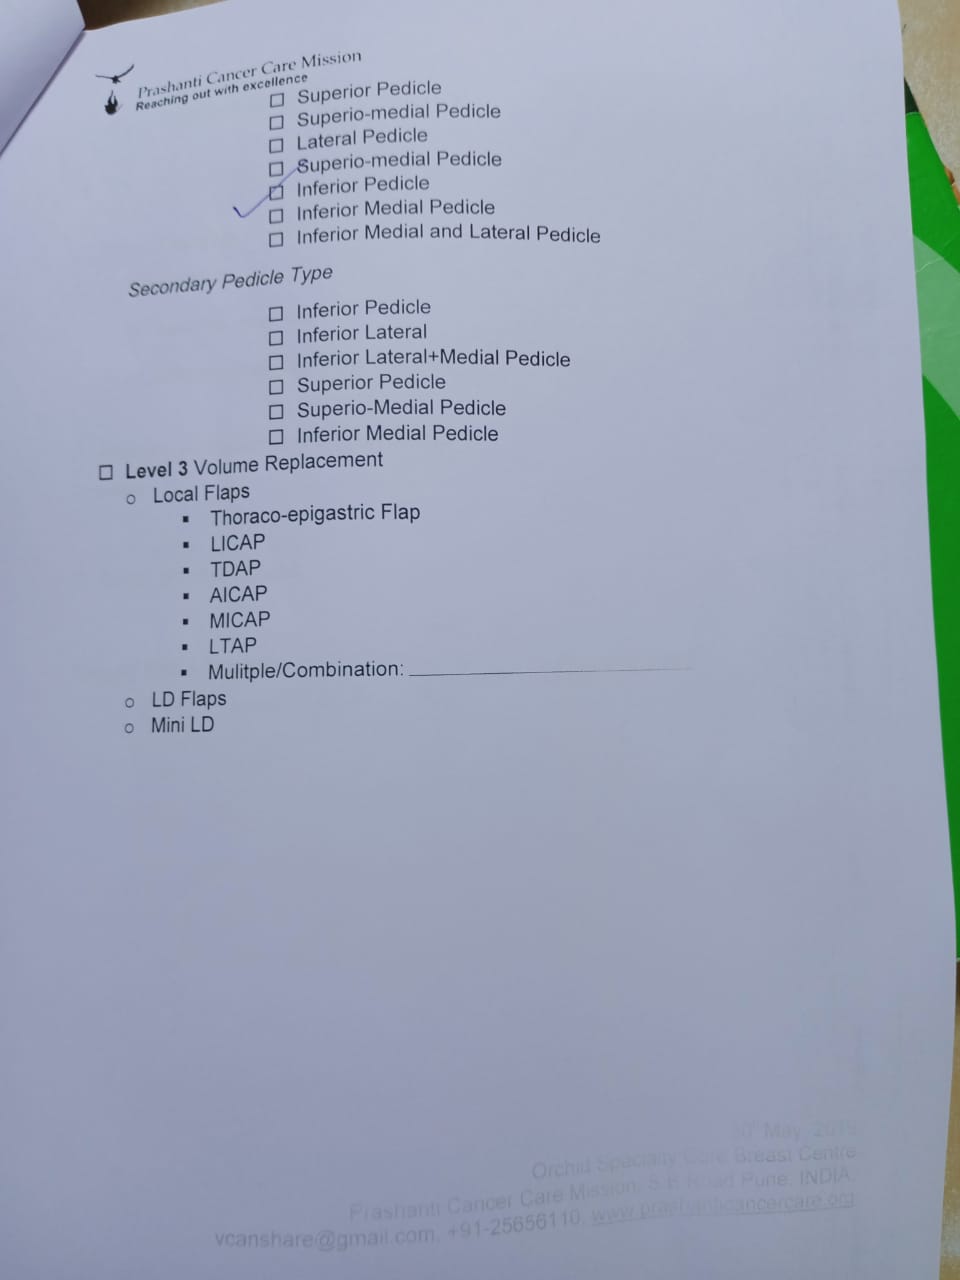 Prashanti Cancer Care Mission
Reaching out with excellence
☐ Superior Pedicle
☐ Superio-medial Pedicle
☐ Lateral Pedicle
☐ Superio-medial Pedicle
☐ Inferior Pedicle
☐ Inferior Medial Pedicle
☐ Inferior Medial and Lateral Pedicle
Secondary Pedicle Type
☐ Inferior Pedicle
☐ Inferior Lateral
☐ Inferior Lateral+Medial Pedicle
☐ Superior Pedicle
☐ Superio-Medial Pedicle
☐ Inferior Medial Pedicle
☐ Level 3 Volume Replacement
o Local Flaps
▪ Thoraco-epigastric Flap
▪ LICAP
▪ TDAP
▪ AICAP
▪ MICAP
▪ LTAP
▪ Mulitple/Combination:
o LD Flaps
o Mini LD
May
Orchid Specialty Care Breast Centre
Prashanti Cancer Care Mission, S B Road Pune, INDIA.
vcanshare@gmail.com, +91-25656110, www.prashanticancercare.org